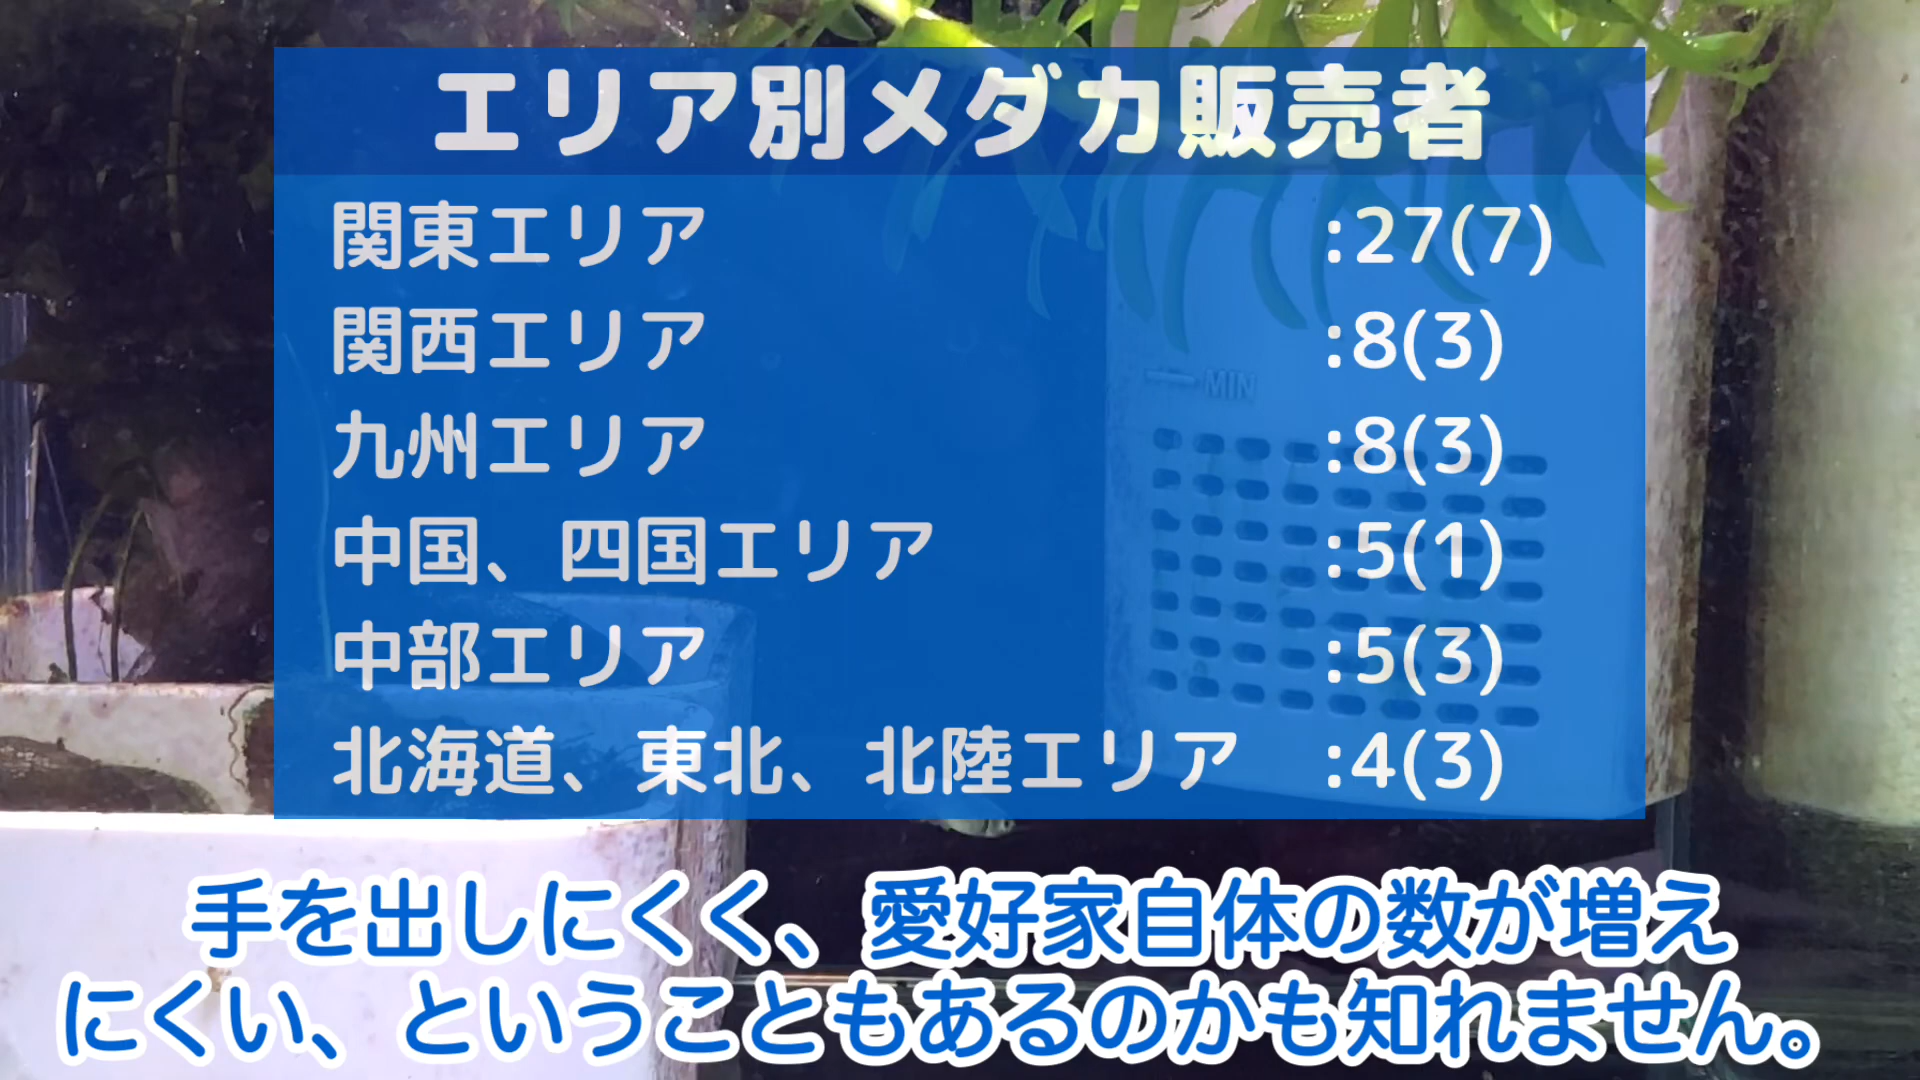 エリア別メダカ販売者
関東エリア :27(7)
関西エリア :8(3)
九州エリア :8(3)
中国、四国エリア :5(1)
中部エリア :5(3)
北海道、東北、北陸エリア :4(3)
MIN
手を出しにくく、愛好家自体の数が増え
にくい、ということもあるのかも知れません。